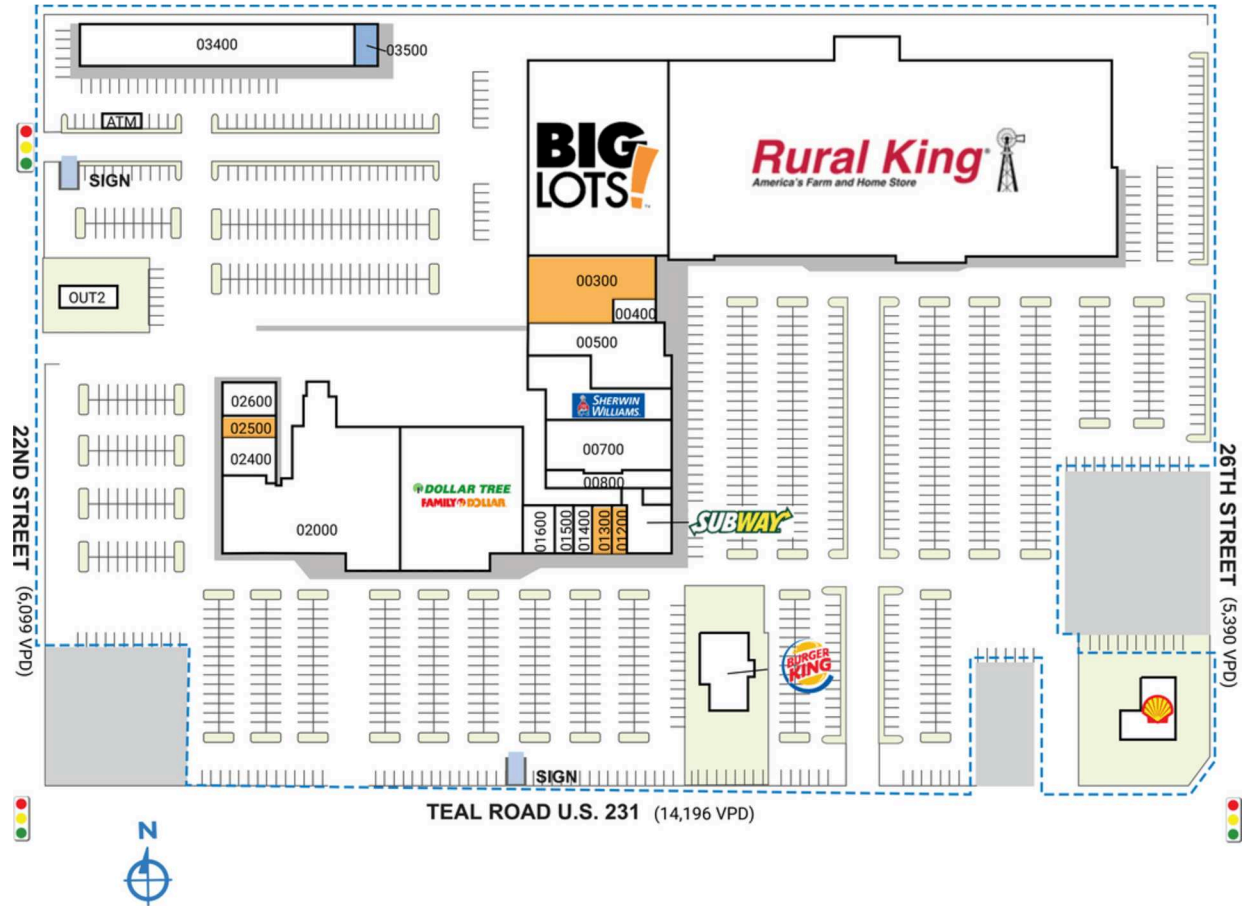 03400
03500
ATM
SIGN
OUT2
BIG
LOTS!
TM
Rural King®
America's Farm and Home Store
00300
00400
00500
SHERWIN
WILLIAMS.
00700
00800
02600
02500
02400
02000
DOLLAR TREE
FAMILY DOLLAR
01600
01500
01400
01300
01200
SUBWAY
BURGER
KING
SIGN
22ND STREET (6,099 VPD)
26TH STREET (5,390 VPD)
TEAL ROAD U.S. 231 (14,196 VPD)
N